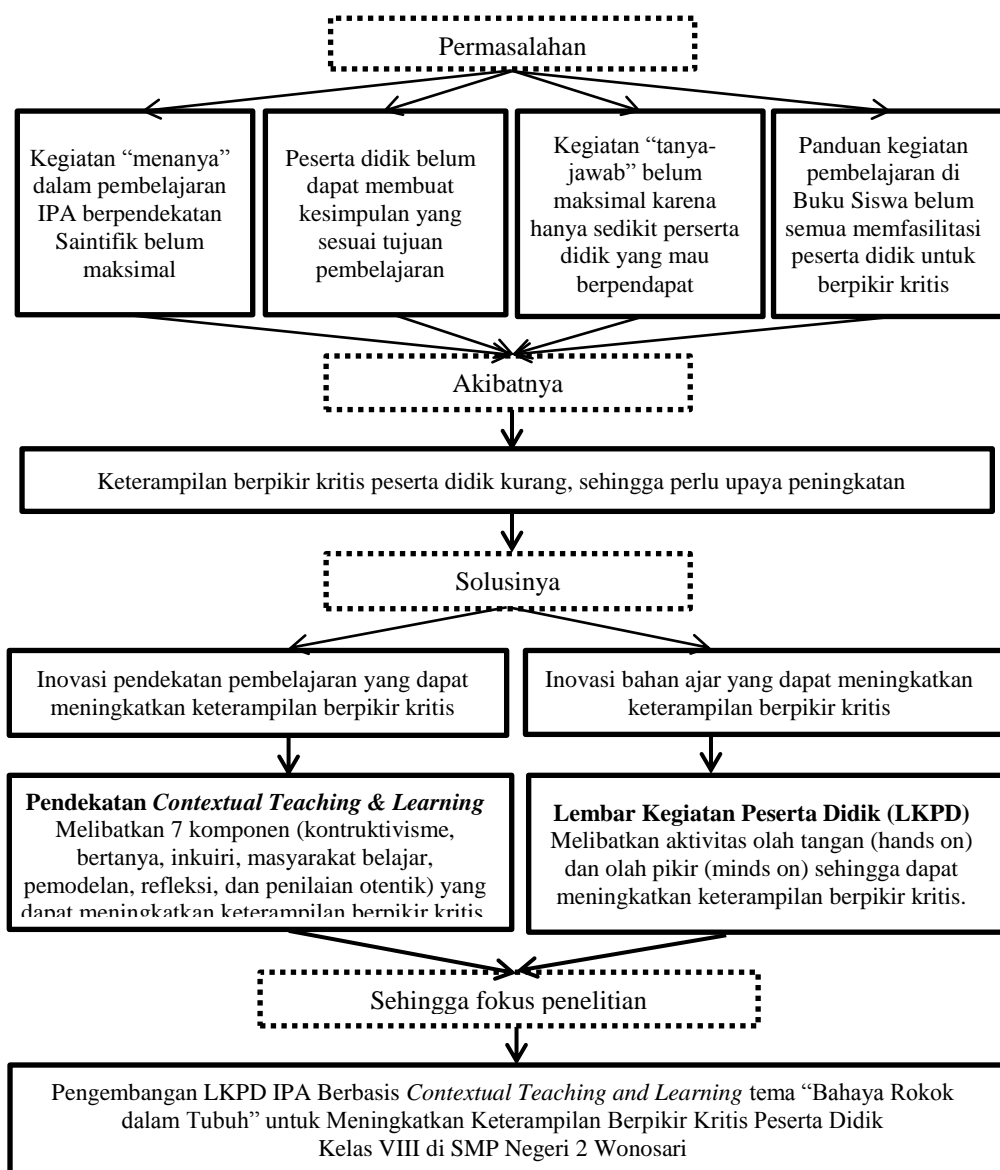 Permasalahan
Kegiatan “menanya”
dalam pembelajaran
IPA berpendekatan
Saintifik belum
maksimal
Peserta didik belum
dapat membuat
kesimpulan yang
sesuai tujuan
pembelajaran
Kegiatan “tanya-
jawab” belum
maksimal karena
hanya sedikit perserta
didik yang mau
berpendapat
Panduan kegiatan
pembelajaran di
Buku Siswa belum
semua memfasilitasi
peserta didik untuk
berpikir kritis
Akibatnya
Keterampilan berpikir kritis peserta didik kurang, sehingga perlu upaya peningkatan
Solusinya
Inovasi pendekatan pembelajaran yang dapat
meningkatkan keterampilan berpikir kritis
Inovasi bahan ajar yang dapat meningkatkan
keterampilan berpikir kritis
Pendekatan Contextual Teaching & Learning
Melibatkan 7 komponen (kontruktivisme,
bertanya, inkuiri, masyarakat belajar,
pemodelan, refleksi, dan penilaian otentik) yang
dapat meningkatkan keterampilan berpikir kritis
Lembar Kegiatan Peserta Didik (LKPD)
Melibatkan aktivitas olah tangan (hands on)
dan olah pikir (minds on) sehingga dapat
meningkatkan keterampilan berpikir kritis.
Sehingga fokus penelitian
Pengembangan LKPD IPA Berbasis Contextual Teaching and Learning tema “Bahaya Rokok
dalam Tubuh” untuk Meningkatkan Keterampilan Berpikir Kritis Peserta Didik
Kelas VIII di SMP Negeri 2 Wonosari